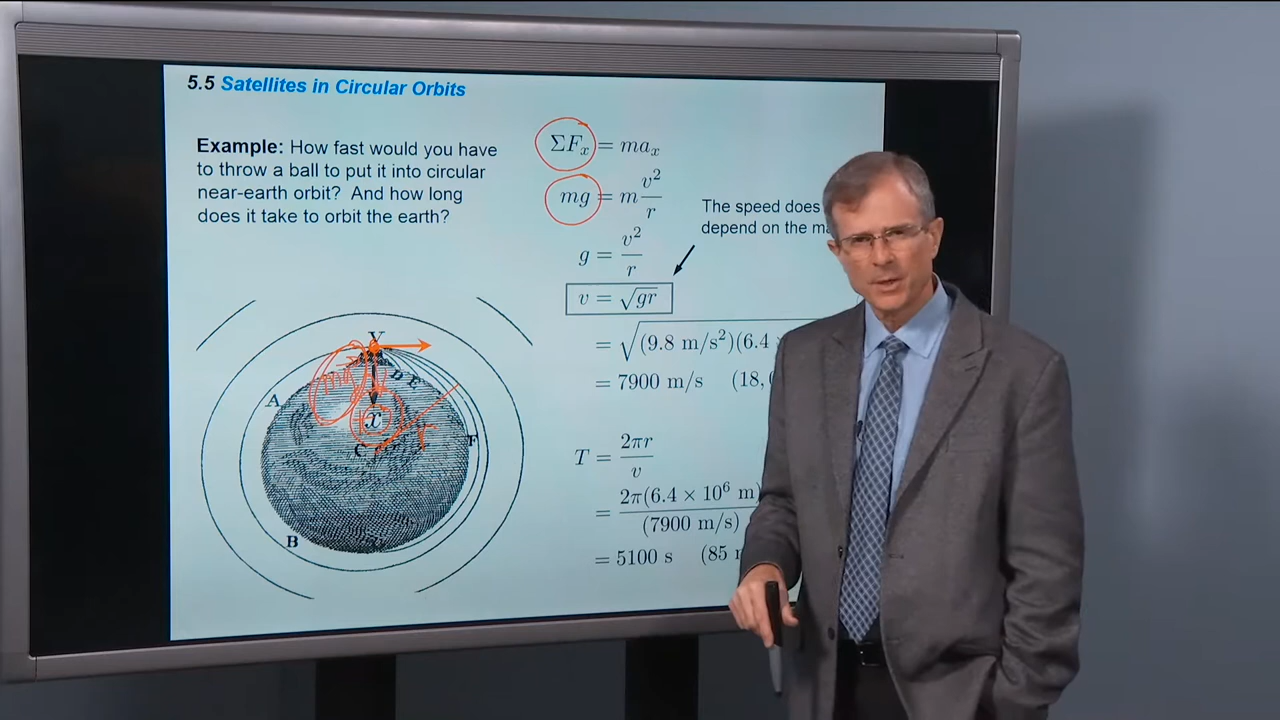 5.5 Satellites in Circular Orbits
Example: How fast would you have
to throw a ball to put it into circular
near-earth orbit? And how long
does it take to orbit the earth?
ΣFₓ = maₓ
mg = m v²/r
g = v²/r
v = √gr
The speed does
depend on the
= √(9.8 m/s²)(6.4
= 7900 m/s (18,
T = 2πr/v
= 2π(6.4 × 10⁶ m)/(7900 m/s)
= 5100 s (85
V
D E
A
x
C
r
F
B